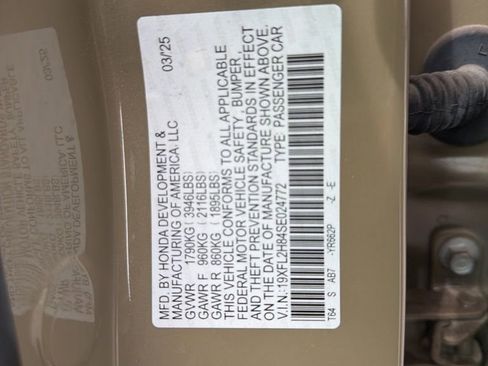 MFD. BY HONDA DEVELOPMENT &
MANUFACTURING OF AMERICA, LLC 03/25
GVWR 1790KG (3946LBS)
GAWR F 960KG (2116LBS)
GAWR R 860KG (1895LBS)
THIS VEHICLE CONFORMS TO ALL APPLICABLE
FEDERAL MOTOR VEHICLE SAFETY, BUMPER,
AND THEFT PREVENTION STANDARDS IN EFFECT
ON THE DATE OF MANUFACTURE SHOWN ABOVE.
V.I.N.:19XFL2H84SE024772 TYPE: PASSENGER CAR
T64 S AB7 -YR662P -Z -E